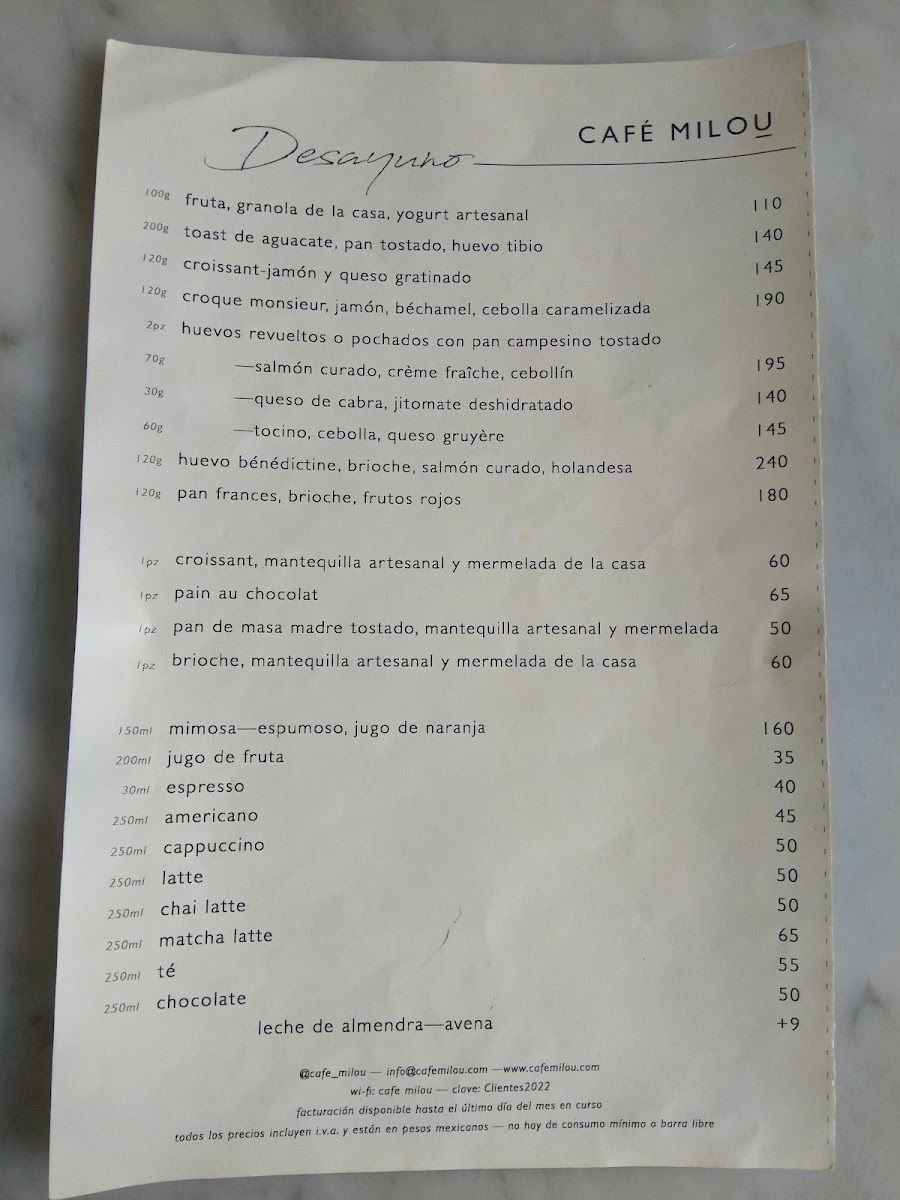 CAFÉ MILOU
Desayuno
100g fruta, granola de la casa, yogurt artesanal 110
200g toast de aguacate, pan tostado, huevo tibio 140
120g croissant-jamón y queso gratinado 145
120g croque monsieur, jamón, béchamel, cebolla caramelizada 190
2pz huevos revueltos o pochados con pan campesino tostado
70g —salmón curado, crème fraîche, cebollín 195
30g —queso de cabra, jitomate deshidratado 140
60g —tocino, cebolla, queso gruyère 145
120g huevo bénédictine, brioche, salmón curado, holandesa 240
120g pan frances, brioche, frutos rojos 180
1pz croissant, mantequilla artesanal y mermelada de la casa 60
1pz pain au chocolat 65
1pz pan de masa madre tostado, mantequilla artesanal y mermelada 50
1pz brioche, mantequilla artesanal y mermelada de la casa 60
150ml mimosa—espumoso, jugo de naranja 160
200ml jugo de fruta 35
30ml espresso 40
250ml americano 45
250ml cappuccino 50
250ml latte 50
250ml chai latte 50
250ml matcha latte 65
250ml té 55
250ml chocolate 50
leche de almendra—avena +9
@cafe_milou — info@cafemilou.com —www.cafemilou.com
wi-fi: cafe milou — clave: Clientes2022
facturación disponible hasta el último día del mes en curso
todos los precios incluyen i.v.a. y están en pesos mexicanos — no hay de consumo mínimo o barra libre